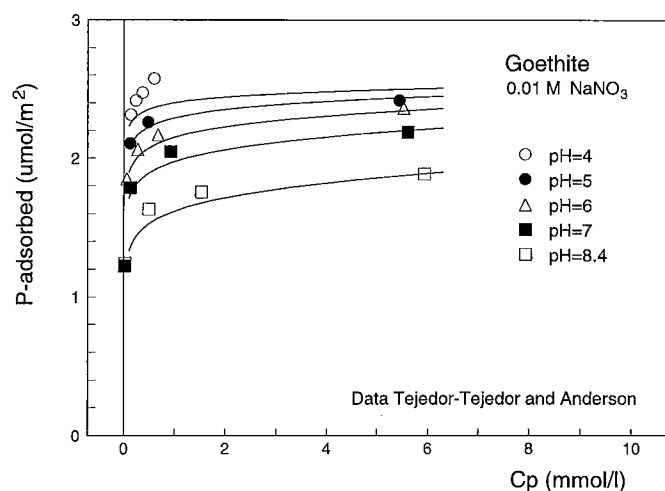 3
2
1
0
P-adsorbed (umol/m²)
Goethite
0.01 M NaNO₃
pH=4
pH=5
pH=6
pH=7
pH=8.4
Data Tejedor-Tejedor and Anderson
0 2 4 6 8 10
Cp (mmol/l)